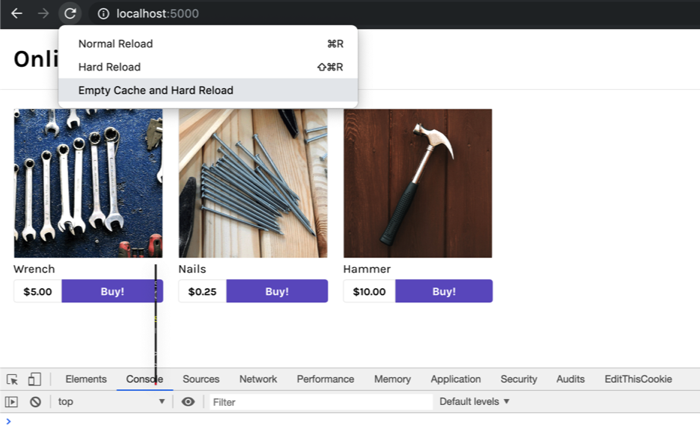 localhost:5000
Normal Reload ⌘R
Hard Reload ⇧⌘R
Empty Cache and Hard Reload
Onli
Wrench Nails Hammer
$5.00 Buy! $0.25 Buy! $10.00 Buy!
Elements Console Sources Network Performance Memory Application Security Audits EditThisCookie
top Filter Default levels